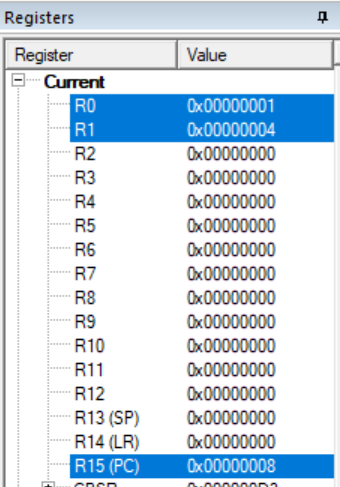 Registers
Register Value
Current
R0 0x00000001
R1 0x00000004
R2 0x00000000
R3 0x00000000
R4 0x00000000
R5 0x00000000
R6 0x00000000
R7 0x00000000
R8 0x00000000
R9 0x00000000
R10 0x00000000
R11 0x00000000
R12 0x00000000
R13 (SP) 0x00000000
R14 (LR) 0x00000000
R15 (PC) 0x00000008